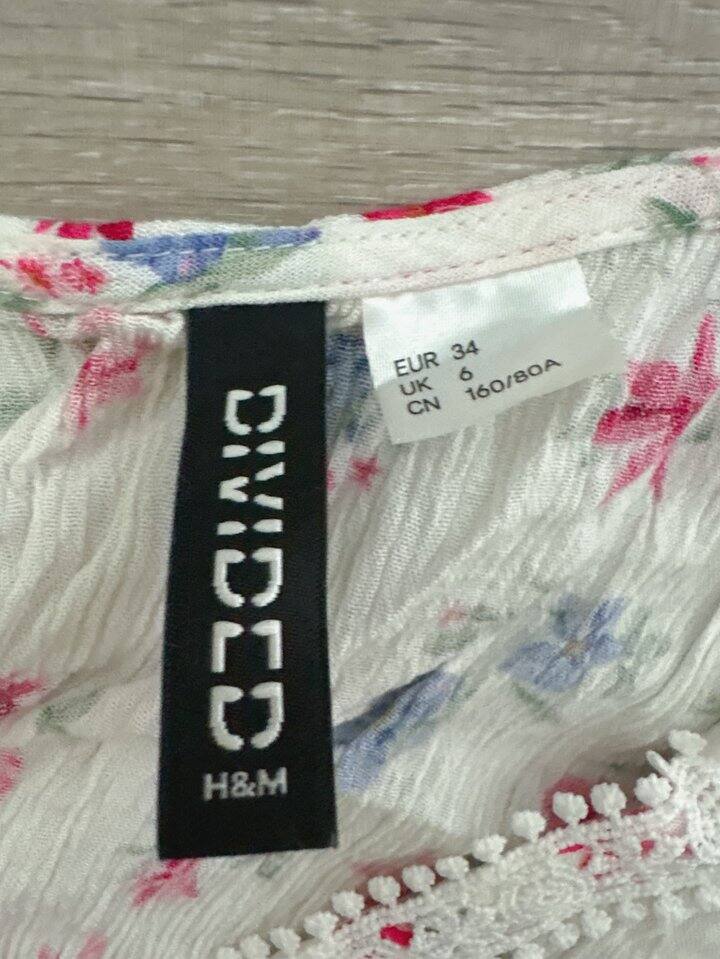 DIVIDED
H&M
EUR 34
UK 6
CN 160/80A